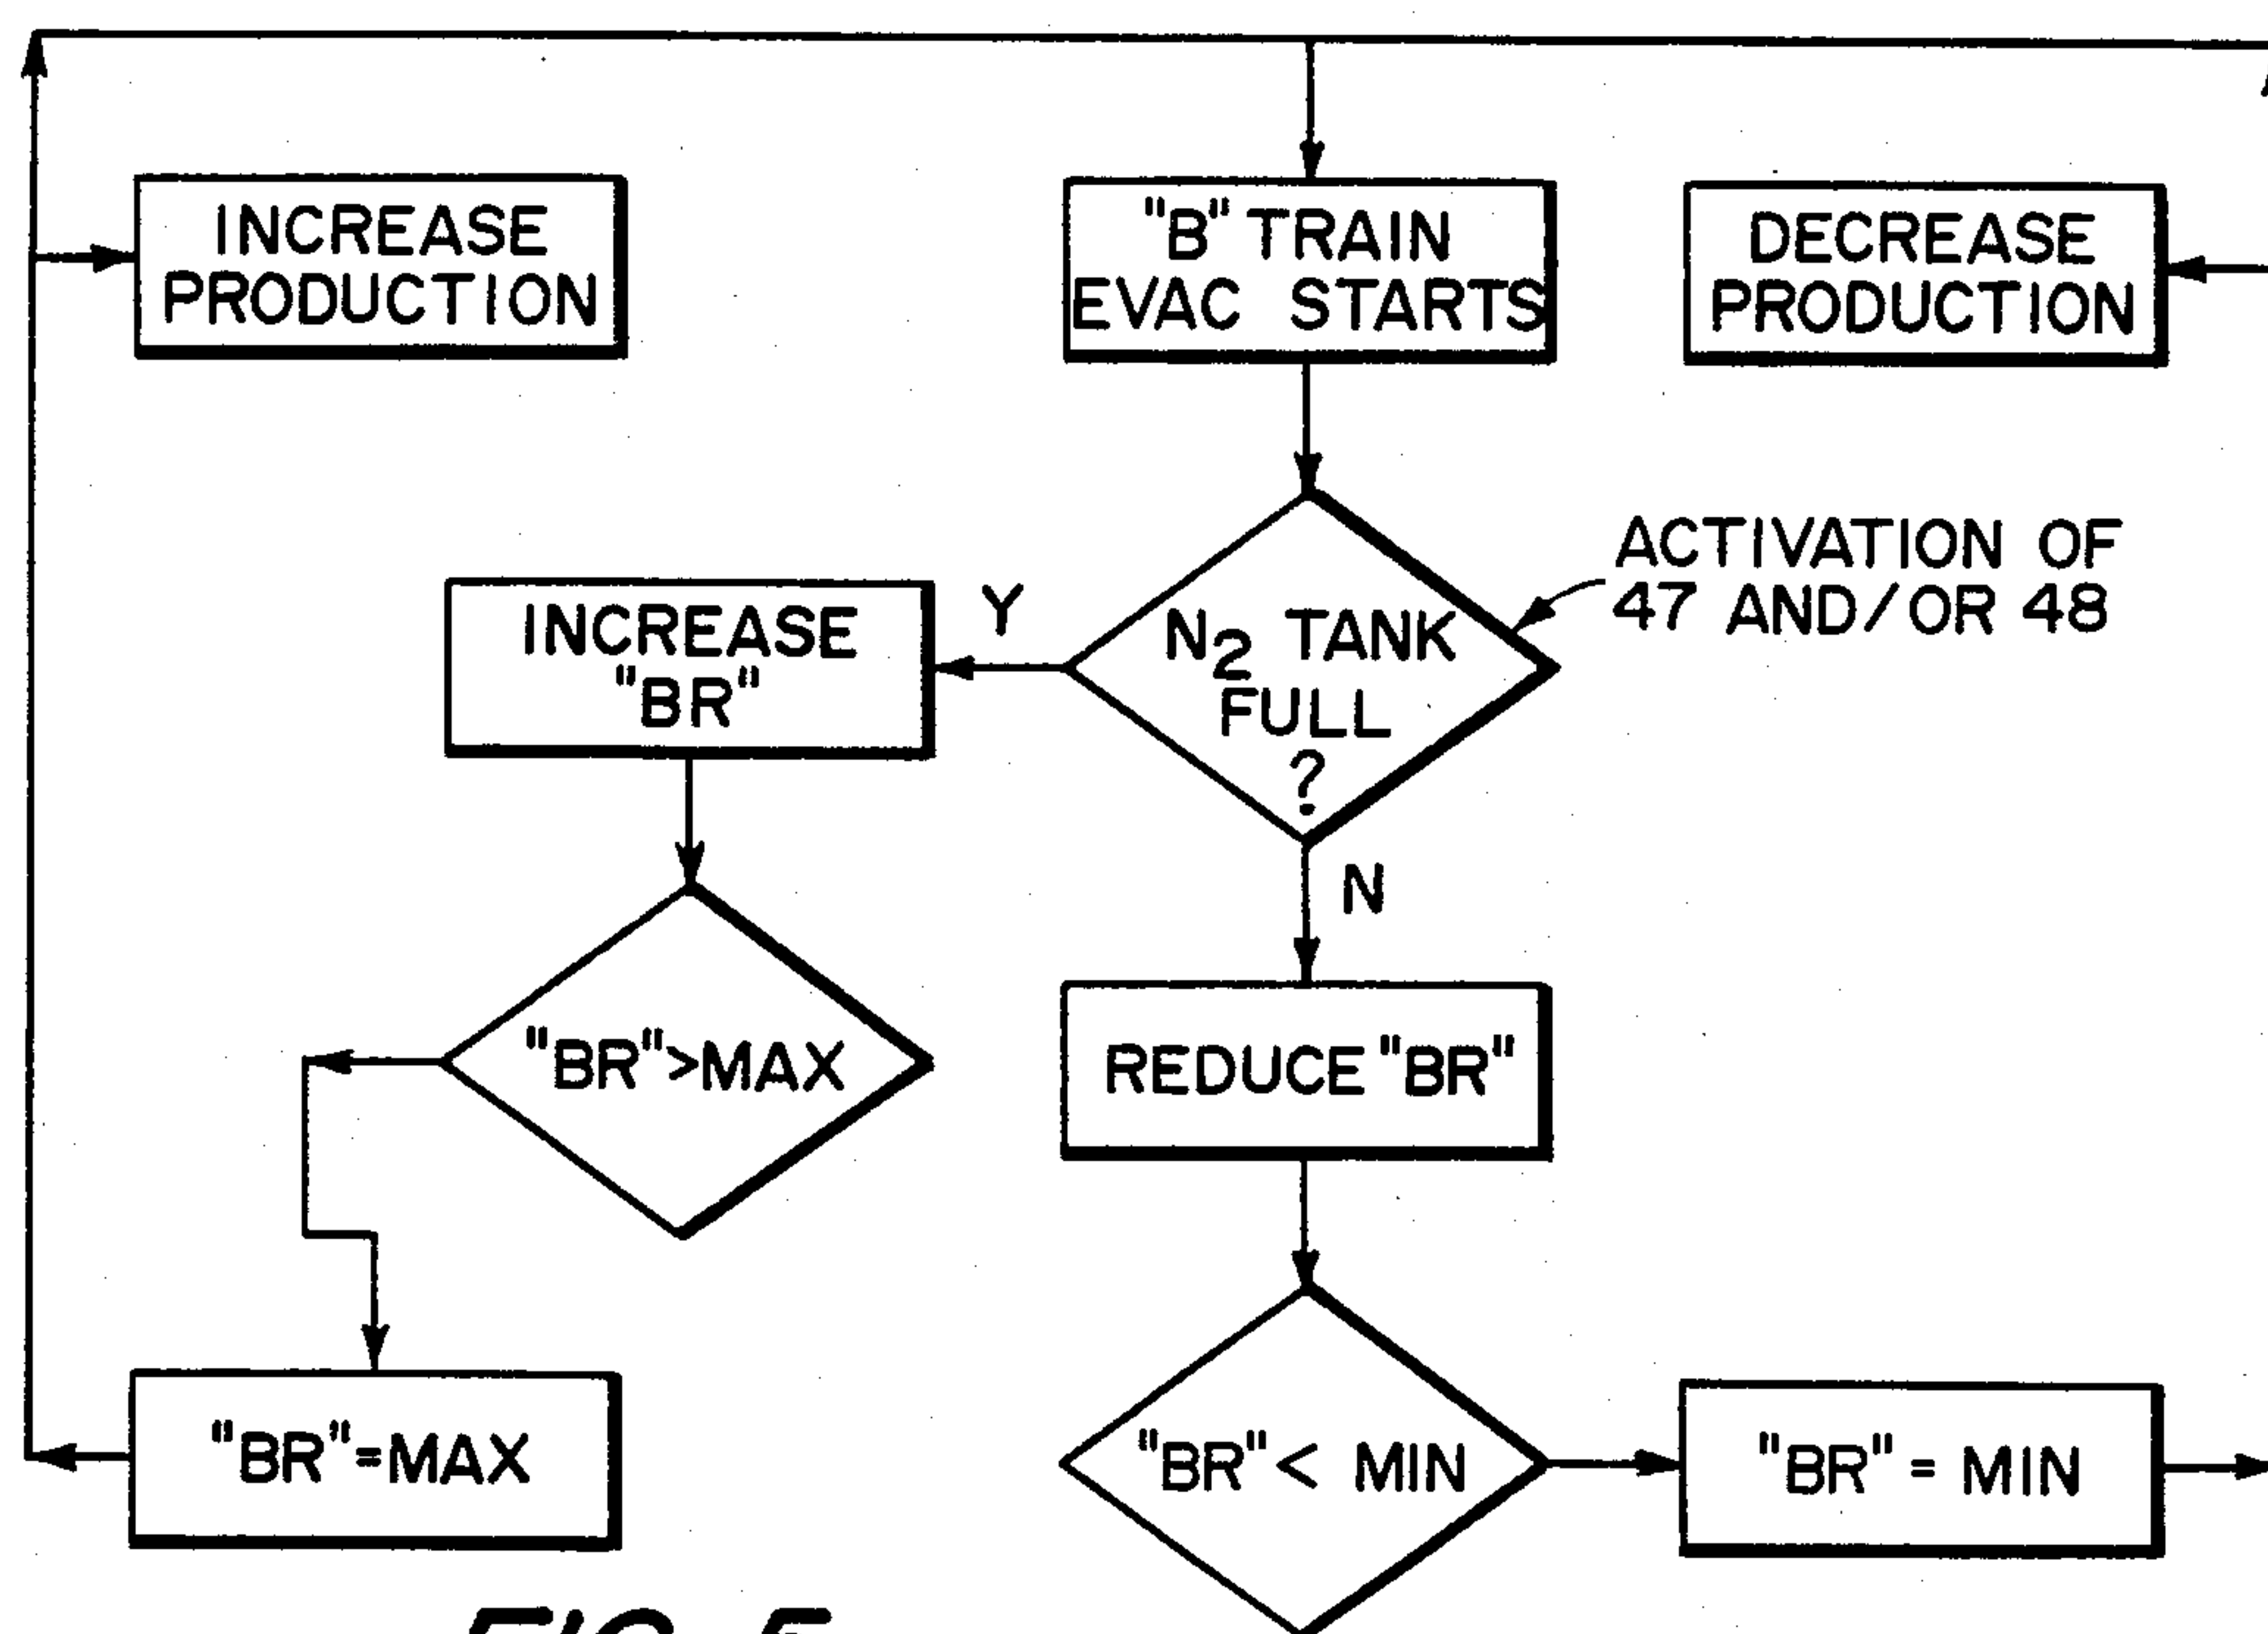 INCREASE
PRODUCTION
"B" TRAIN
EVAC STARTS
DECREASE
PRODUCTION
ACTIVATION OF
47 AND/OR 48
INCREASE
"BR"
Y
N2 TANK
FULL
?
N
"BR">MAX
REDUCE "BR"
"BR"=MAX
"BR"< MIN
"BR" = MIN